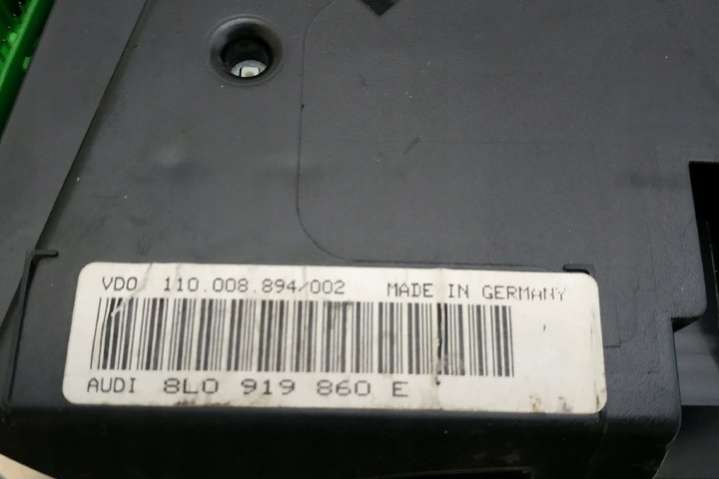 VDO 110.008.894/002 MADE IN GERMANY
AUDI 8L0 919 860 E